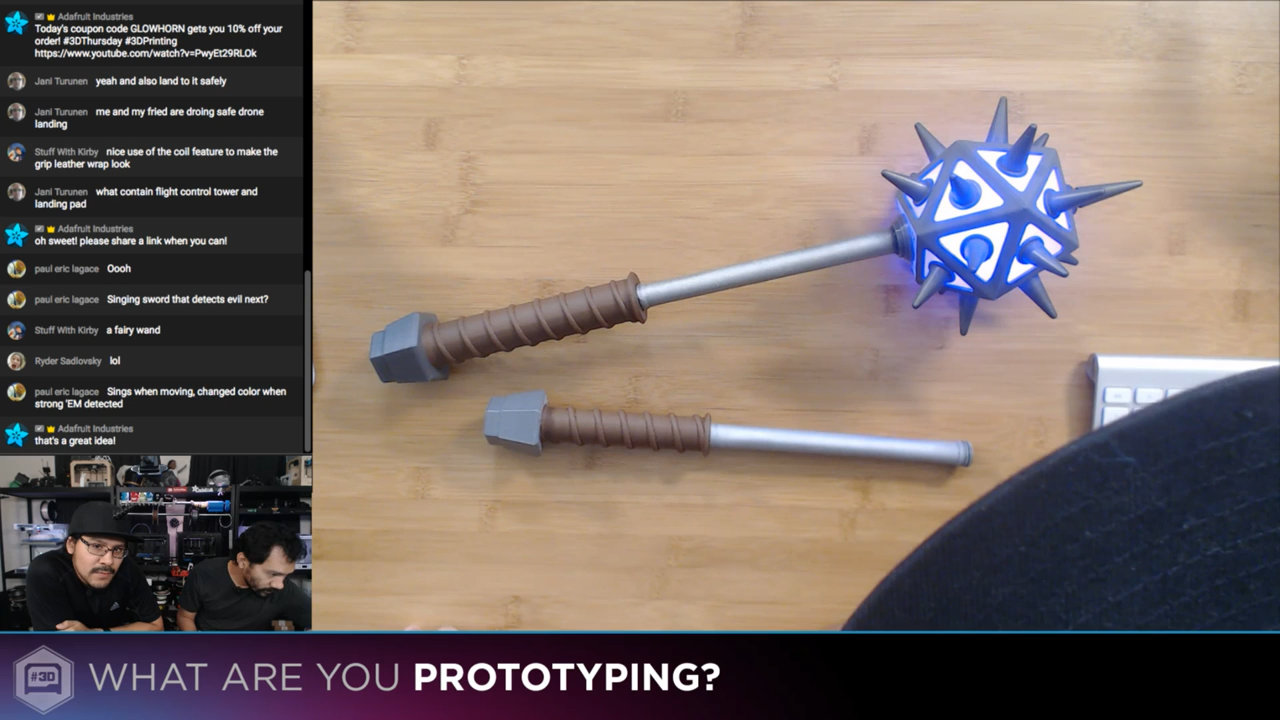 Adafruit Industries
Today's coupon code GLOWHORN gets you 10% off your
order! #3DThursday #3DPrinting
https://www.youtube.com/watch?v=PwyEt29RLOk
Jani Turunen yeah and also land to it safely
Jani Turunen me and my fried are droing safe drone
landing
Stuff With Kirby nice use of the coil feature to make the
grip leather wrap look
Jani Turunen what contain flight control tower and
landing pad
Adafruit Industries
oh sweet! please share a link when you can!
paul eric lagace Oooh
paul eric lagace Singing sword that detects evil next?
Stuff With Kirby a fairy wand
Ryder Sadlovsky lol
paul eric lagace Sings when moving, changed color when
strong 'EM detected
Adafruit Industries
that's a great idea!
#3D
WHAT ARE YOU PROTOTYPING?